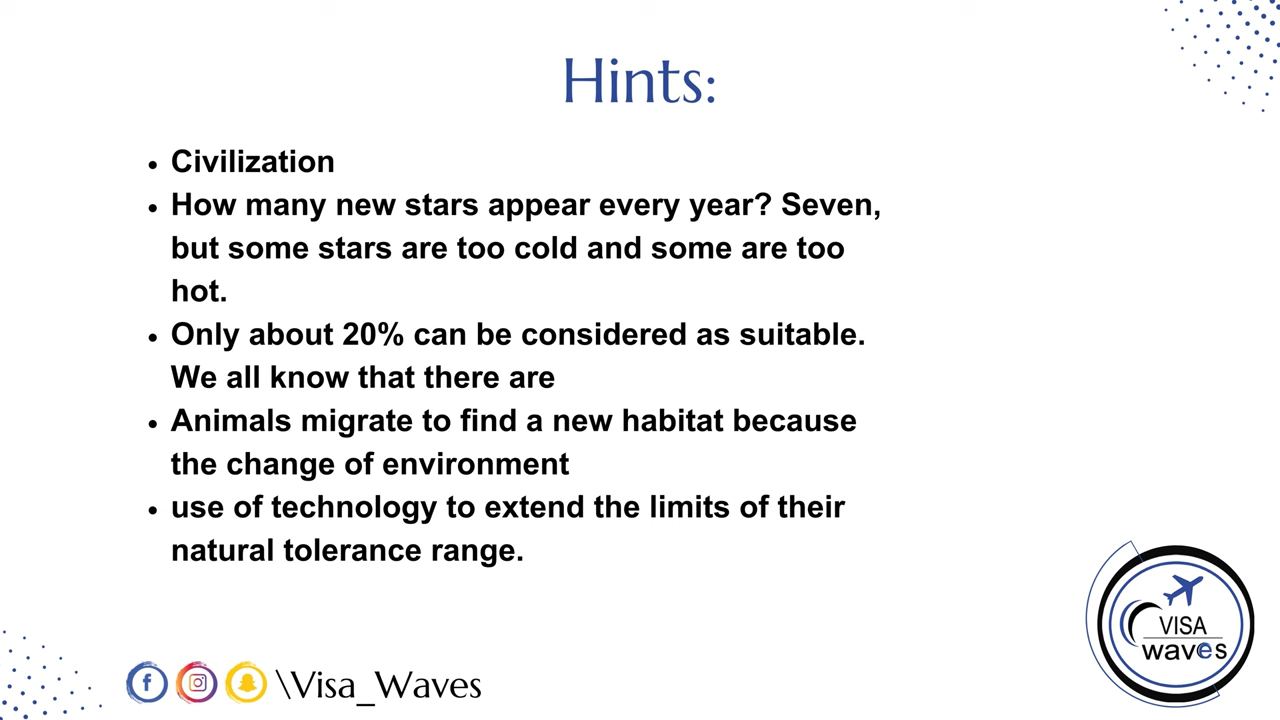 Hints:
• Civilization
• How many new stars appear every year? Seven,
but some stars are too cold and some are too
hot.
• Only about 20% can be considered as suitable.
We all know that there are
• Animals migrate to find a new habitat because
the change of environment
• use of technology to extend the limits of their
natural tolerance range.
VISA
waves
\Visa_Waves